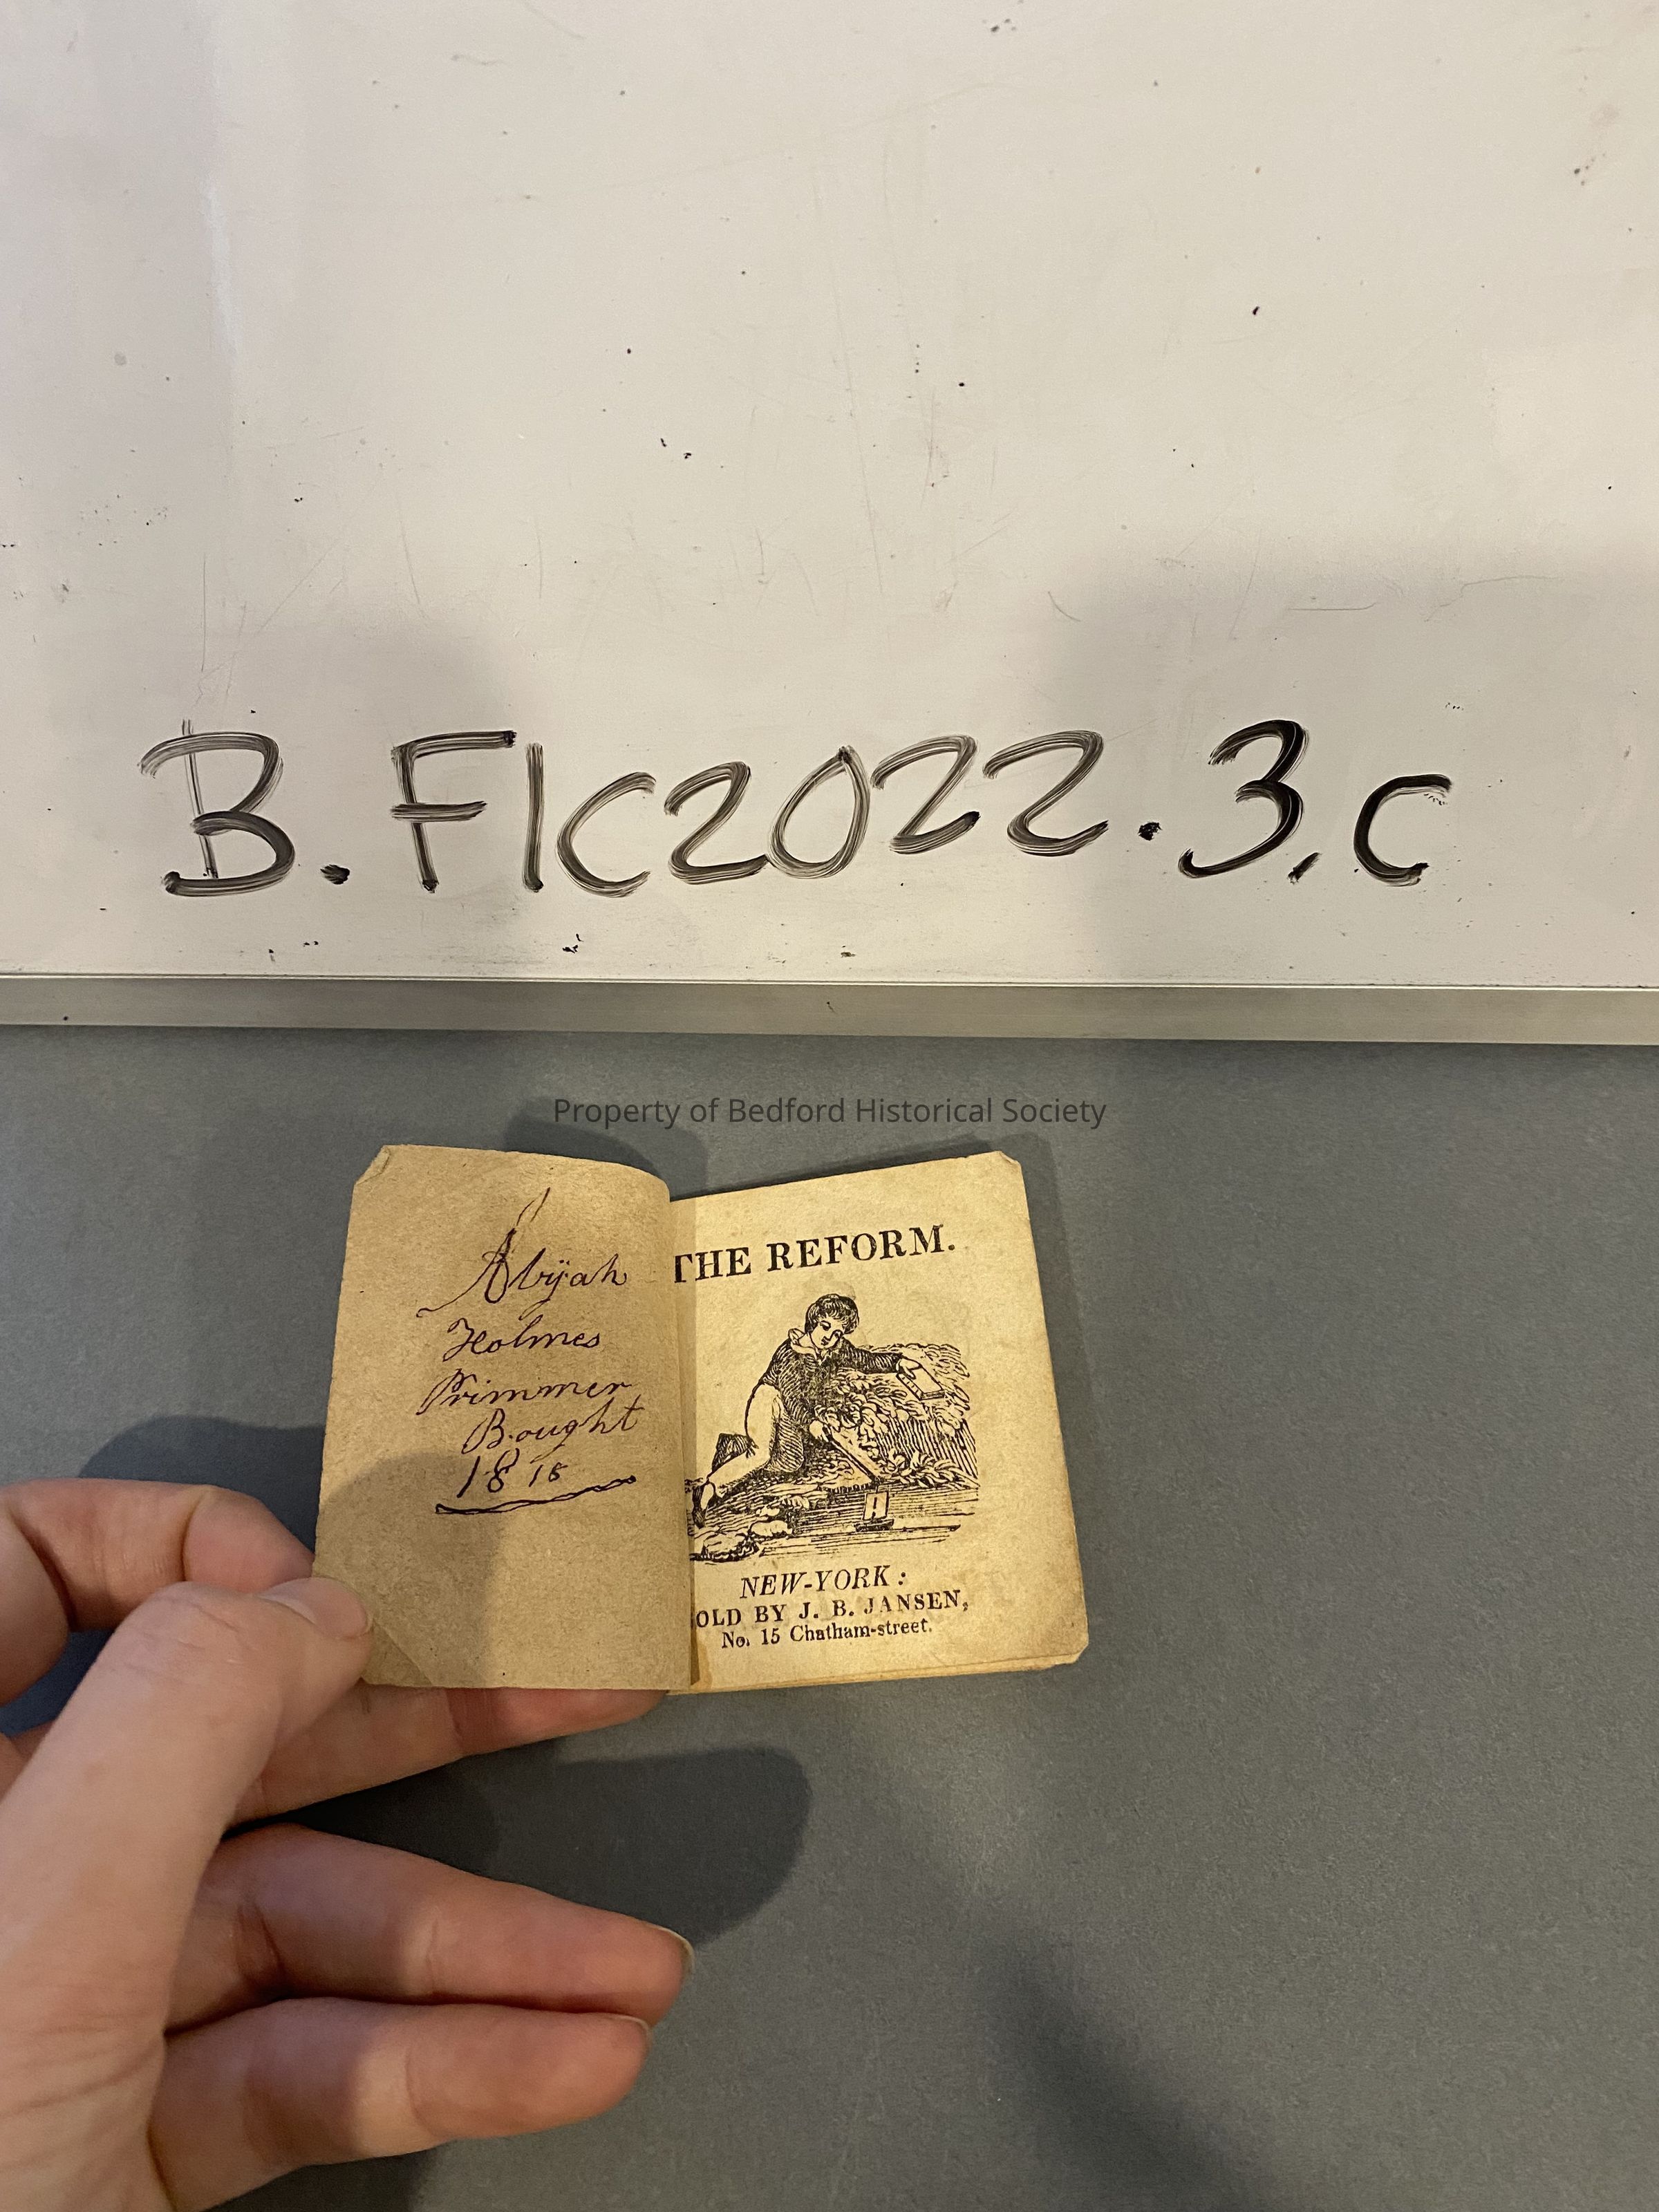 B.FIC2022.3.c
Property of Bedford Historical Society
Abijah
Holmes
Primmer
Bought
1818
THE REFORM.
NEW-YORK:
OLD BY J. B. JANSEN,
No. 15 Chatham-street.